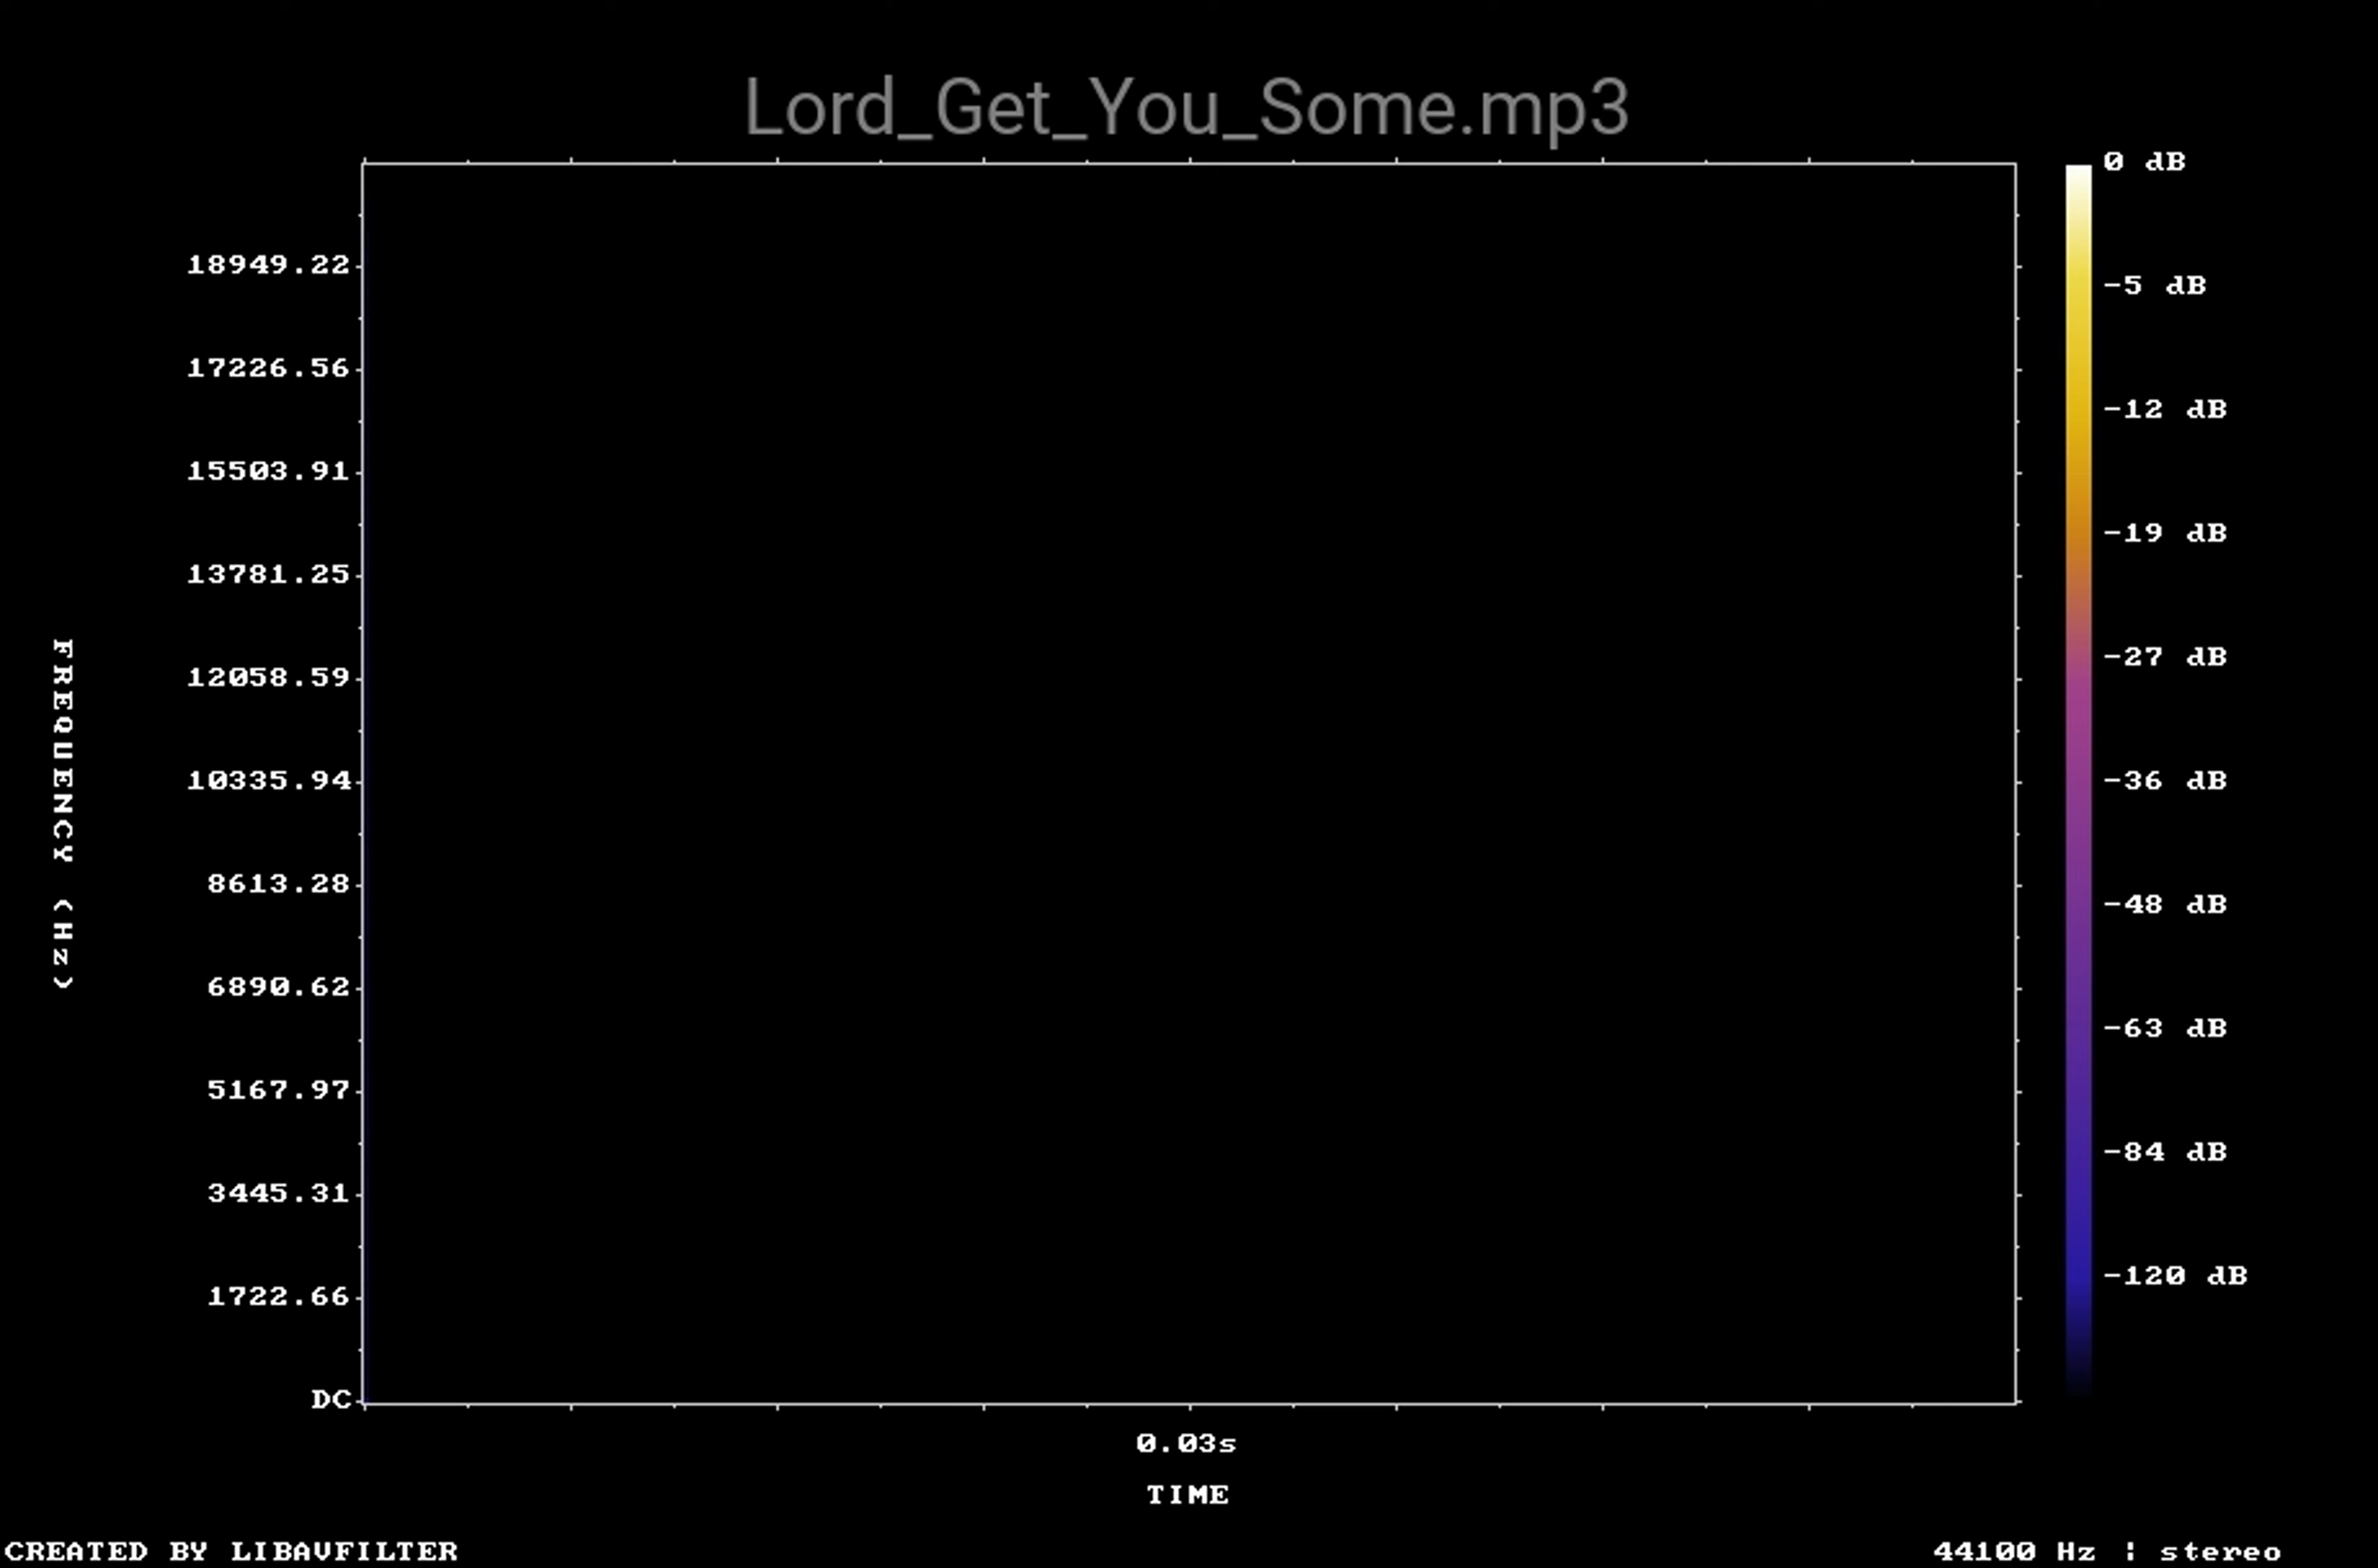 Lord_Get_You_Some.mp3
0 dB
18949.22
-5 dB
17226.56
-12 dB
15503.91
-19 dB
13781.25
-27 dB
12058.59
10335.94
-36 dB
8613.28
-48 dB
6890.62
-63 dB
5167.97
-84 dB
3445.31
-120 dB
1722.66
DC
FREQUENCY (Hz)
0.03s
TIME
CREATED BY LIBAVFILTER
44100 Hz | stereo